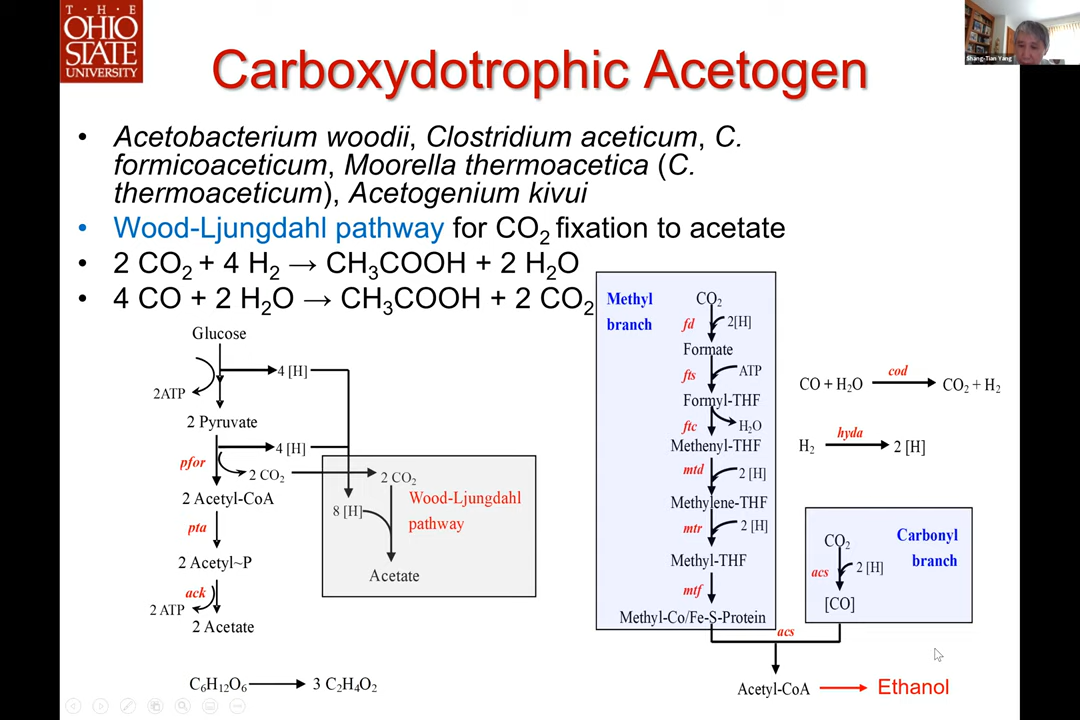 T · H · E
OHIO
STATE
UNIVERSITY
Shang-Tian Yang
Carboxydotrophic Acetogen
• Acetobacterium woodii, Clostridium aceticum, C.
formicoaceticum, Moorella thermoacetica (C.
thermoaceticum), Acetogenium kivui
• Wood-Ljungdahl pathway for CO₂ fixation to acetate
• 2 CO₂ + 4 H₂ → CH₃COOH + 2 H₂O
• 4 CO + 2 H₂O → CH₃COOH + 2 CO₂
Glucose
4 [H]
2ATP
2 Pyruvate
4 [H]
pfor
2 CO₂
2 Acetyl-CoA
pta
2 Acetyl~P
ack
2 ATP
2 Acetate
2 CO₂
Wood-Ljungdahl
pathway
8 [H]
Acetate
C₆H₁₂O₆ → 3 C₂H₄O₂
Methyl
branch
CO₂
fd
2[H]
Formate
fts
ATP
Formyl-THF
ftc
H₂O
Methenyl-THF
mtd
2 [H]
Methylene-THF
mtr
2 [H]
Methyl-THF
mtf
Methyl-Co/Fe-S-Protein
cod
CO + H₂O → CO₂ + H₂
hyda
H₂ → 2 [H]
Carbonyl
branch
CO₂
acs
2 [H]
[CO]
acs
Acetyl-CoA → Ethanol